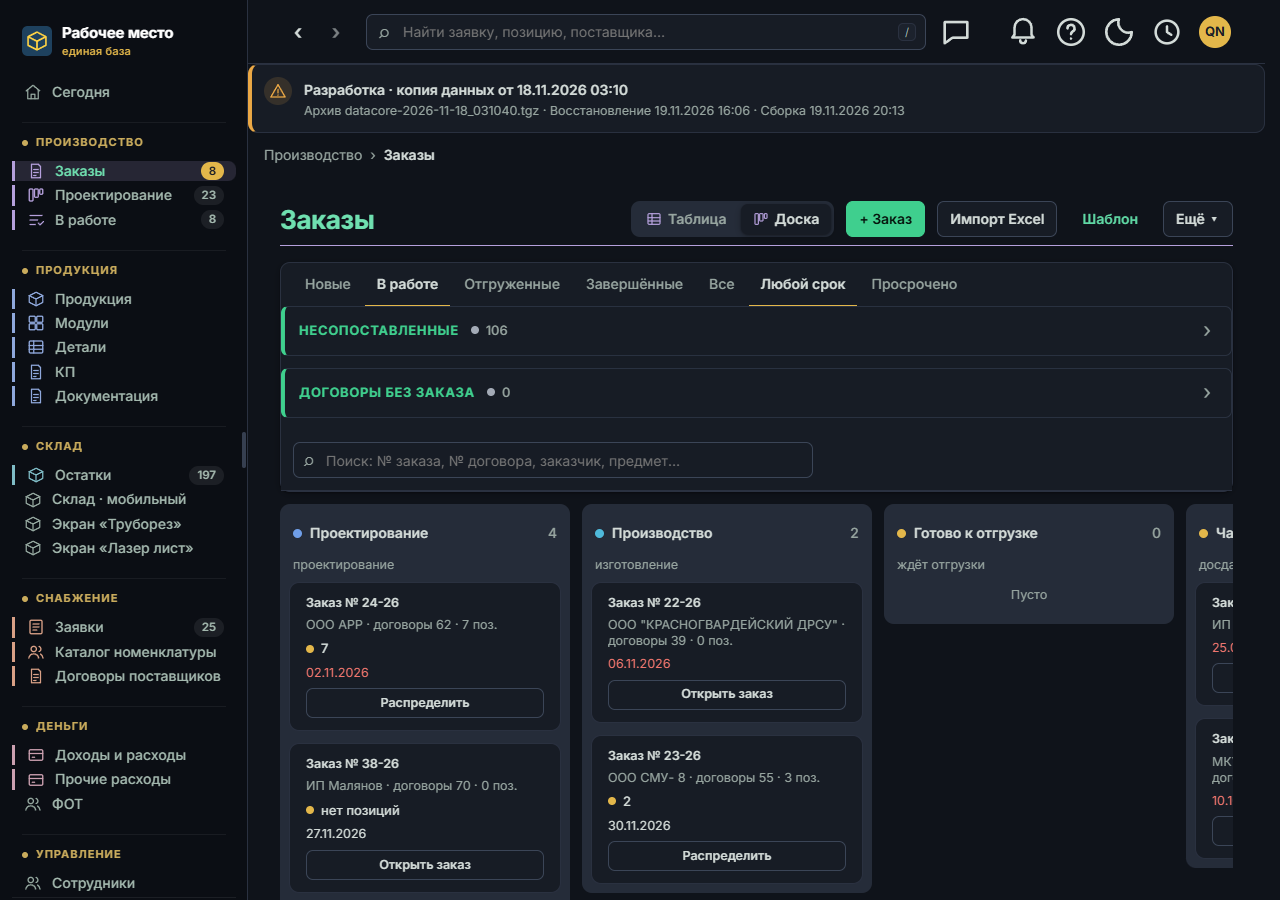 Рабочее место
единая база
Сегодня
ПРОИЗВОДСТВО
Заказы 8
Проектирование 23
В работе 8
ПРОДУКЦИЯ
Продукция
Модули
Детали
КП
Документация
СКЛАД
Остатки 197
Склад · мобильный
Экран «Труборез»
Экран «Лазер лист»
СНАБЖЕНИЕ
Заявки 25
Каталог номенклатуры
Договоры поставщиков
ДЕНЬГИ
Доходы и расходы
Прочие расходы
ФОТ
УПРАВЛЕНИЕ
Сотрудники
‹ › Найти заявку, позицию, поставщика... / QN
Разработка · копия данных от 18.11.2026 03:10
Архив datacore-2026-11-18_031040.tgz · Восстановление 19.11.2026 16:06 · Сборка 19.11.2026 20:13
Производство › Заказы
Заказы Таблица Доска + Заказ Импорт Excel Шаблон Ещё ▾
Новые В работе Отгруженные Завершённые Все Любой срок Просрочено
НЕСОПОСТАВЛЕННЫЕ 106
ДОГОВОРЫ БЕЗ ЗАКАЗА 0
Поиск: № заказа, № договора, заказчик, предмет...
Проектирование 4
проектирование
Заказ № 24-26
ООО АРР · договоры 62 · 7 поз.
7
02.11.2026
Распределить
Заказ № 38-26
ИП Малянов · договоры 70 · 0 поз.
нет позиций
27.11.2026
Открыть заказ
Производство 2
изготовление
Заказ № 22-26
ООО "КРАСНОГВАРДЕЙСКИЙ ДРСУ" ·
договоры 39 · 0 поз.
06.11.2026
Открыть заказ
Заказ № 23-26
ООО СМУ- 8 · договоры 55 · 3 поз.
2
30.11.2026
Распределить
Готово к отгрузке 0
ждёт отгрузки
Пусто
ИП